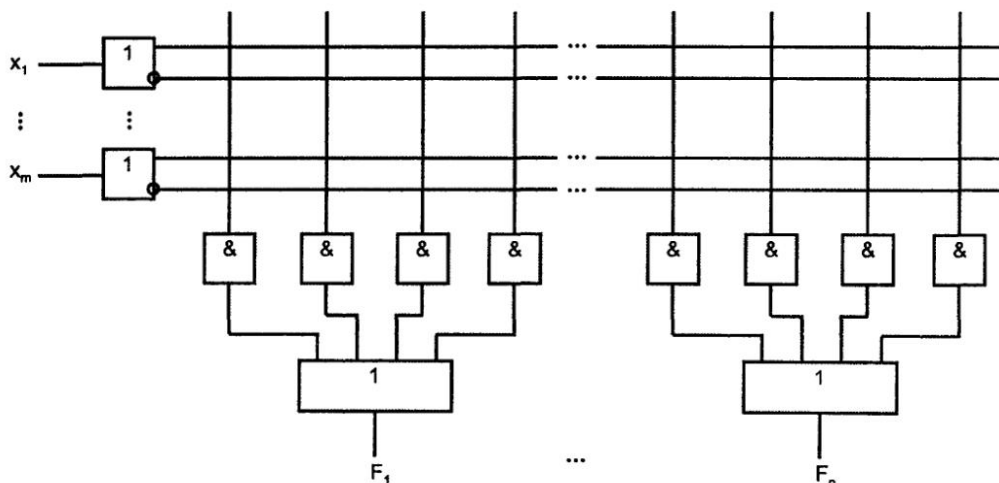 1 ...
x₁ ...
... ...
1 ...
xₘ ...
& & & & & & & &
1 1
F₁ ... Fₙ